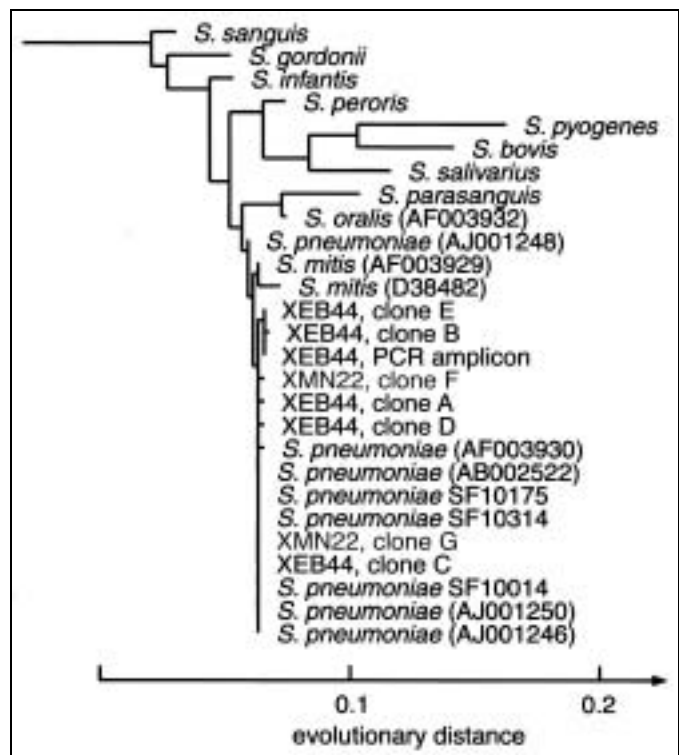 S. sanguis
S. gordonii
S. infantis
S. peroris
S. pyogenes
S. bovis
S. salivarius
S. parasanguis
S. oralis (AF003932)
S. pneumoniae (AJ001248)
S. mitis (AF003929)
S. mitis (D38482)
XEB44, clone E
XEB44, clone B
XEB44, PCR amplicon
XMN22, clone F
XEB44, clone A
XEB44, clone D
S. pneumoniae (AF003930)
S. pneumoniae (AB002522)
S. pneumoniae SF10175
S. pneumoniae SF10314
XMN22, clone G
XEB44, clone C
S. pneumoniae SF10014
S. pneumoniae (AJ001250)
S. pneumoniae (AJ001246)
0.1 0.2
evolutionary distance